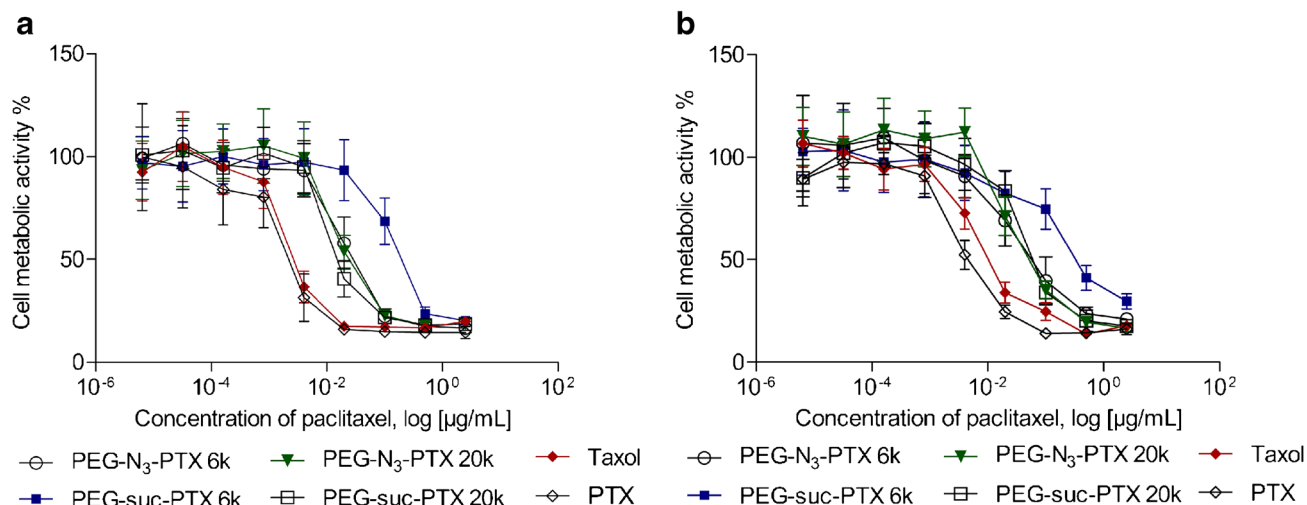 a
150
100
50
0
Cell metabolic activity %
10-6
10-4
10-2
100
102
Concentration of paclitaxel, log [µg/mL]
PEG-N3-PTX 6k
PEG-N3-PTX 20k
Taxol
PEG-suc-PTX 6k
PEG-suc-PTX 20k
PTX
b
150
100
50
0
Cell metabolic activity %
10-6
10-4
10-2
100
102
Concentration of paclitaxel, log [µg/mL]
PEG-N3-PTX 6k
PEG-N3-PTX 20k
Taxol
PEG-suc-PTX 6k
PEG-suc-PTX 20k
PTX